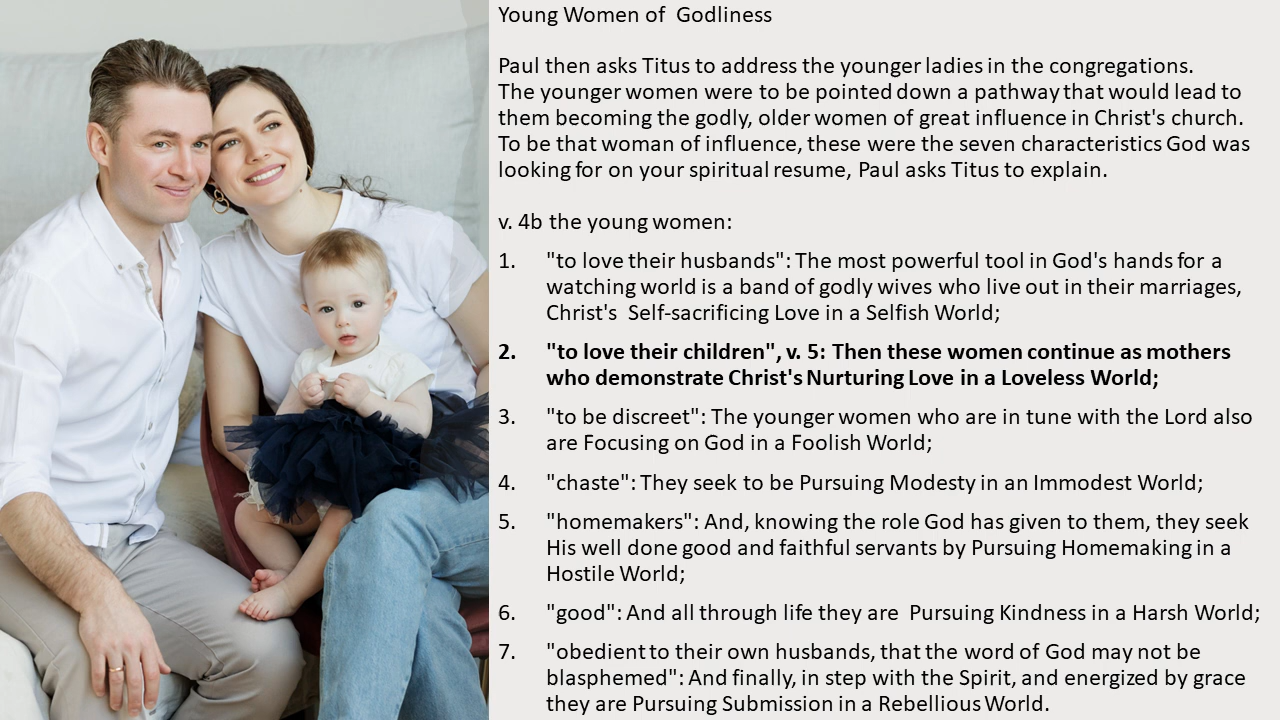 Young Women of  Godliness
Paul then asks Titus to address the younger ladies in the congregations.
The younger women were to be pointed down a pathway that would lead to
them becoming the godly, older women of great influence in Christ's church.
To be that woman of influence, these were the seven characteristics God was
looking for on your spiritual resume, Paul asks Titus to explain.
v. 4b the young women:
1. "to love their husbands": The most powerful tool in God's hands for a
watching world is a band of godly wives who live out in their marriages,
Christ's  Self-sacrificing Love in a Selfish World;
2. "to love their children", v. 5: Then these women continue as mothers
who demonstrate Christ's Nurturing Love in a Loveless World;
3. "to be discreet": The younger women who are in tune with the Lord also
are Focusing on God in a Foolish World;
4. "chaste": They seek to be Pursuing Modesty in an Immodest World;
5. "homemakers": And, knowing the role God has given to them, they seek
His well done good and faithful servants by Pursuing Homemaking in a
Hostile World;
6. "good": And all through life they are  Pursuing Kindness in a Harsh World;
7. "obedient to their own husbands, that the word of God may not be
blasphemed": And finally, in step with the Spirit, and energized by grace
they are Pursuing Submission in a Rebellious World.